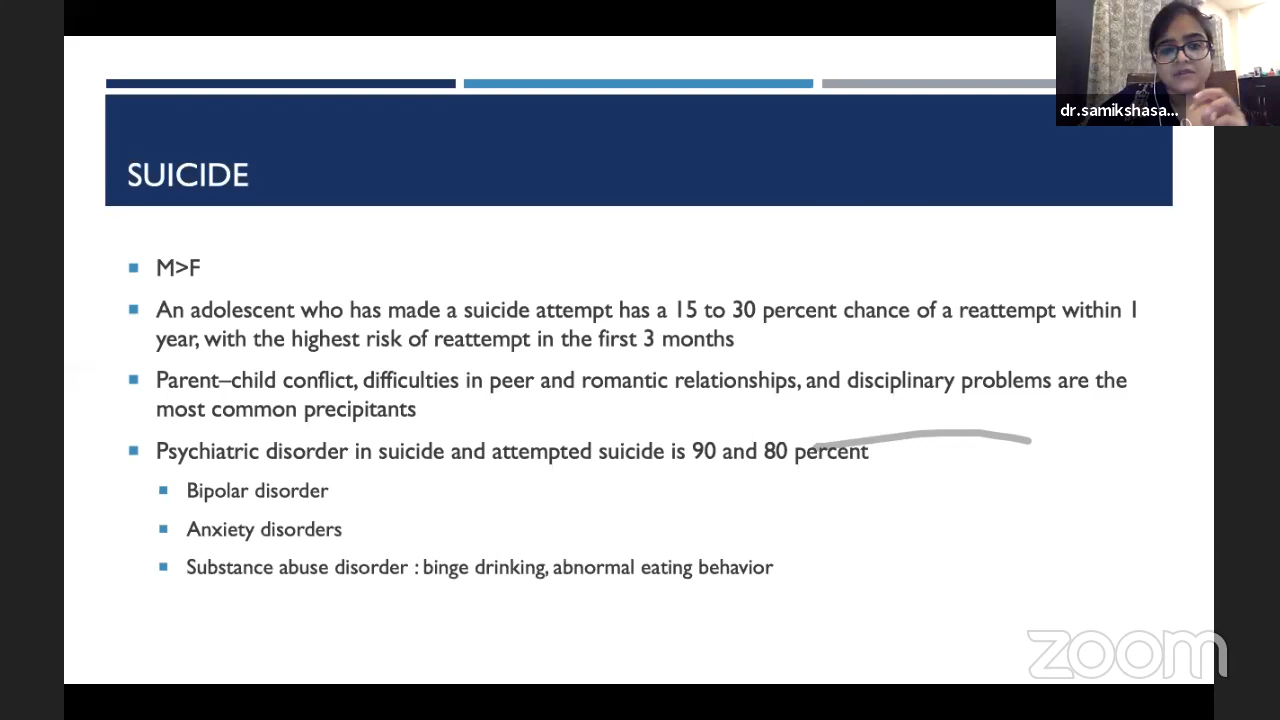 dr.samikshasa...
SUICIDE
M>F
An adolescent who has made a suicide attempt has a 15 to 30 percent chance of a reattempt within 1
year, with the highest risk of reattempt in the first 3 months
Parent–child conflict, difficulties in peer and romantic relationships, and disciplinary problems are the
most common precipitants
Psychiatric disorder in suicide and attempted suicide is 90 and 80 percent
Bipolar disorder
Anxiety disorders
Substance abuse disorder : binge drinking, abnormal eating behavior
zoom